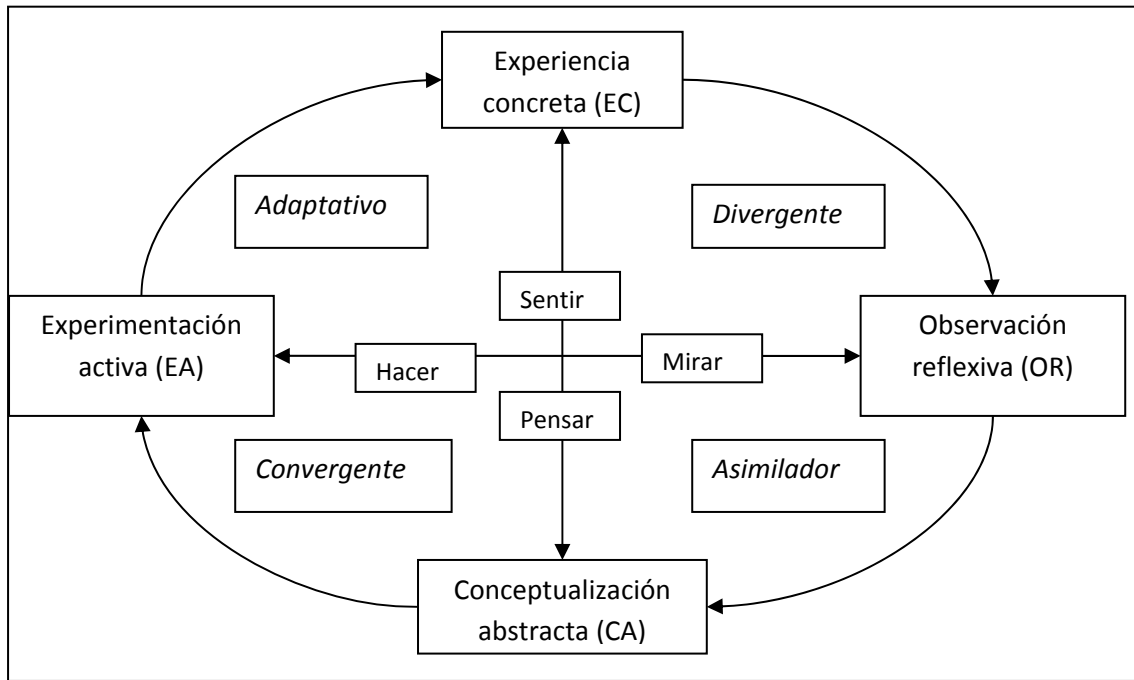 Experiencia
concreta (EC)
Adaptativo
Divergente
Sentir
Experimentación
activa (EA)
Observación
reflexiva (OR)
Hacer
Mirar
Pensar
Convergente
Asimilador
Conceptualización
abstracta (CA)